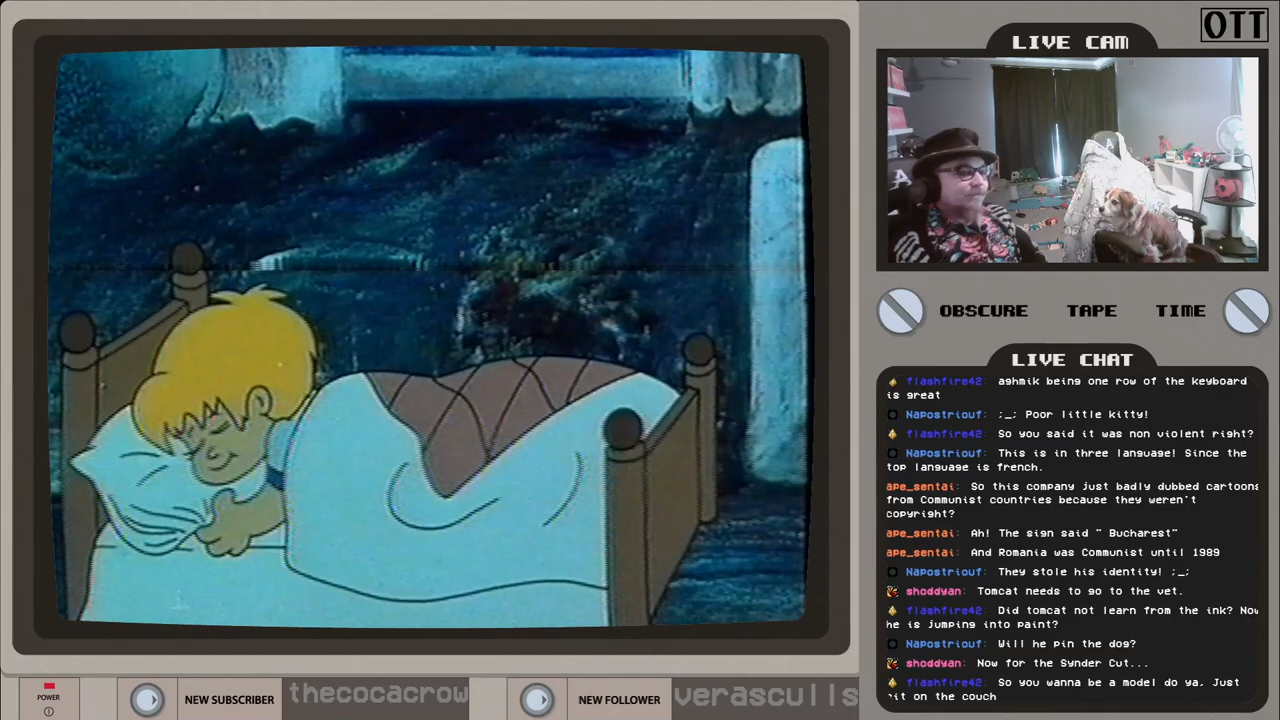 OTT
LIVE CAM
OBSCURE TAPE TIME
LIVE CHAT
flashfire42: aghmik being one row of the keyboard
is great
Napostriouf: ;_; Poor little kitty!
flashfire42: So you said it was non violent right?
Napostriouf: This is in three language! Since the
top language is french.
ape_sentai: So this company just badly dubbed cartoons
from Communist countries because they weren't
copyright?
ape_sentai: Ah! The sign said " Bucharest"
ape_sentai: And Romania was Communist until 1989
Napostriouf: They stole his identity! ;_;
shoddyan: Tomcat needs to go to the vet.
flashfire42: Did tomcat not learn from the ink? Now
he is jumping into paint?
Napostriouf: Will he pin the dog?
shoddyan: Now for the Synder Cut...
flashfire42: So you wanna be a model do ya, Just
sit on the couch
POWER
NEW SUBSCRIBER
thecocacrow
NEW FOLLOWER
verasculls